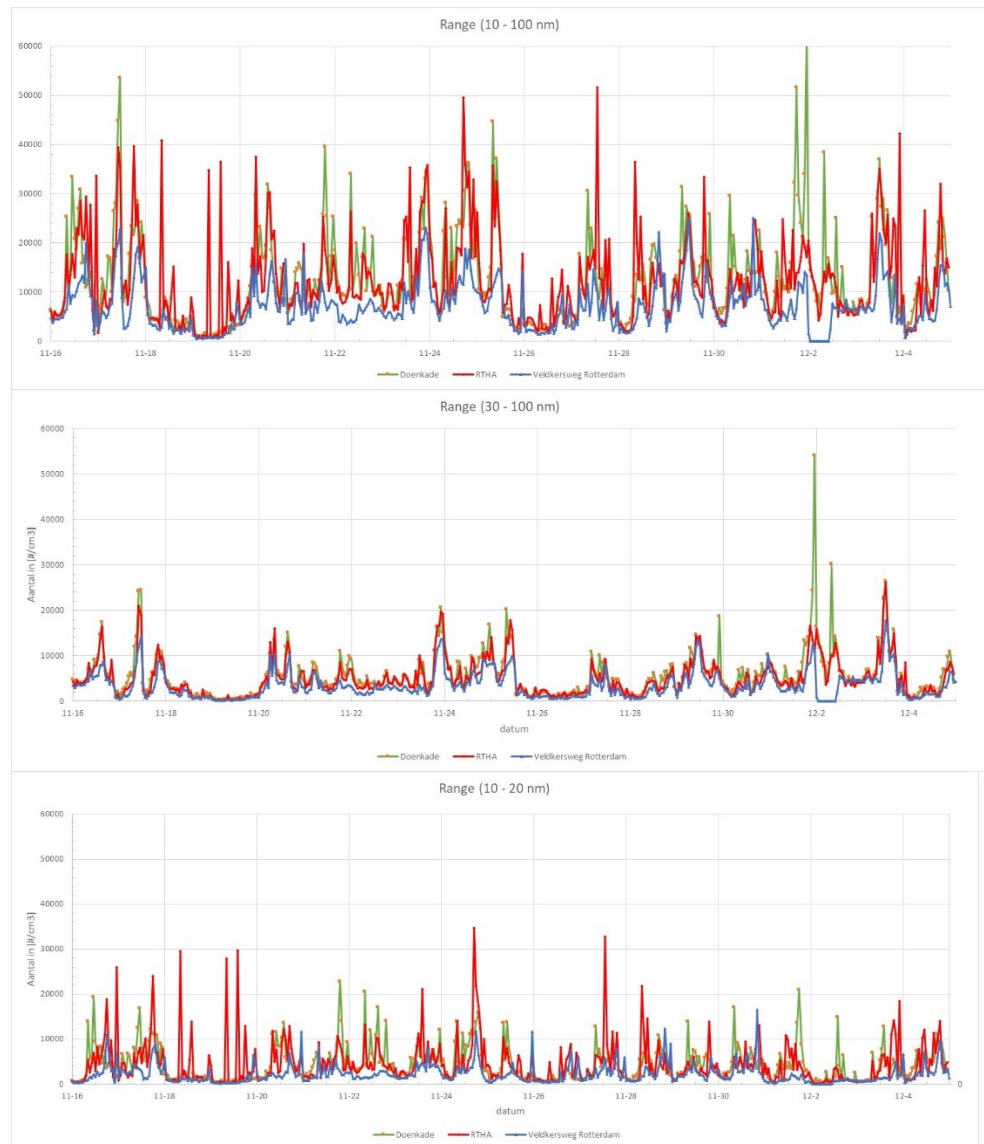 Range (10 - 100 nm)
60000
50000
40000
30000
20000
10000
0
11-16 11-18 11-20 11-22 11-24 11-26 11-28 11-30 12-2 12-4
Doenkade RTHA Veldkersweg Rotterdam
Range (30 - 100 nm)
60000
50000
40000
30000
20000
10000
0
Aantal in [#/cm3]
11-16 11-18 11-20 11-22 11-24 11-26 11-28 11-30 12-2 12-4
datum
Doenkade RTHA Veldkersweg Rotterdam
Range (10 - 20 nm)
60000
50000
40000
30000
20000
10000
0 0
Aantal in [#/cm3]
11-16 11-18 11-20 11-22 11-24 11-26 11-28 11-30 12-2 12-4
datum
Doenkade RTHA Veldkersweg Rotterdam